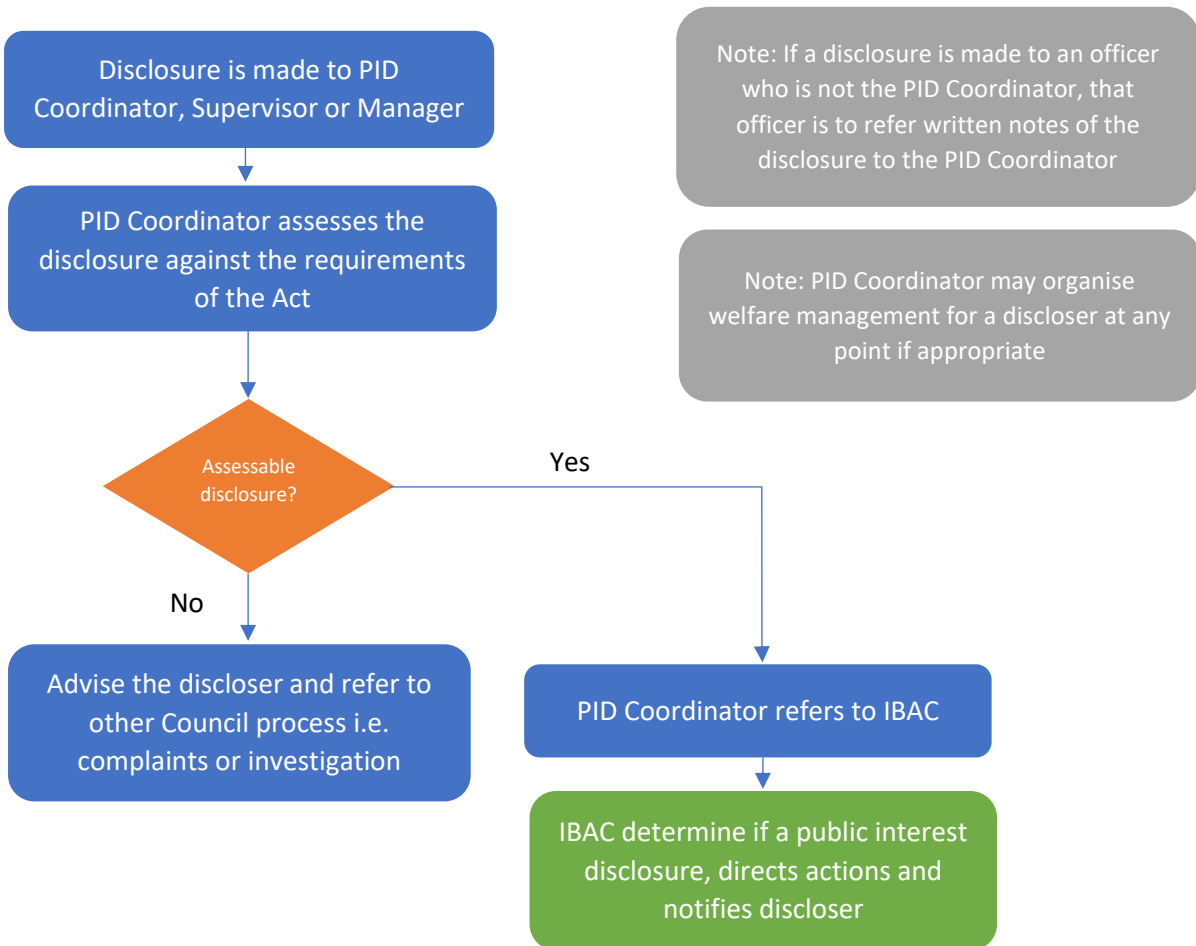 Disclosure is made to PID
Coordinator, Supervisor or Manager
Note: If a disclosure is made to an officer
who is not the PID Coordinator, that
officer is to refer written notes of the
disclosure to the PID Coordinator
PID Coordinator assesses the
disclosure against the requirements
of the Act
Note: PID Coordinator may organise
welfare management for a discloser at any
point if appropriate
Assessable
disclosure?
Yes
No
Advise the discloser and refer to
other Council process i.e.
complaints or investigation
PID Coordinator refers to IBAC
IBAC determine if a public interest
disclosure, directs actions and
notifies discloser